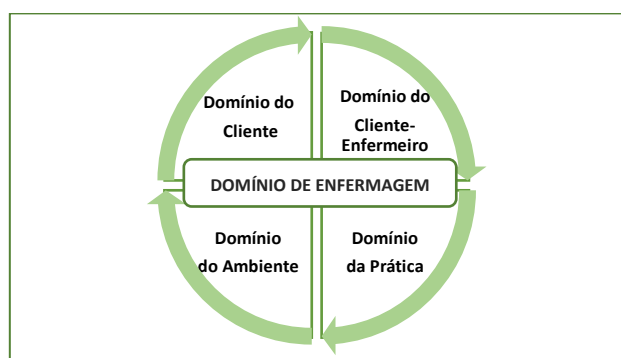 Domínio do
Cliente
Domínio do
Cliente-
Enfermeiro
DOMÍNIO DE ENFERMAGEM
Domínio
do Ambiente
Domínio
da Prática